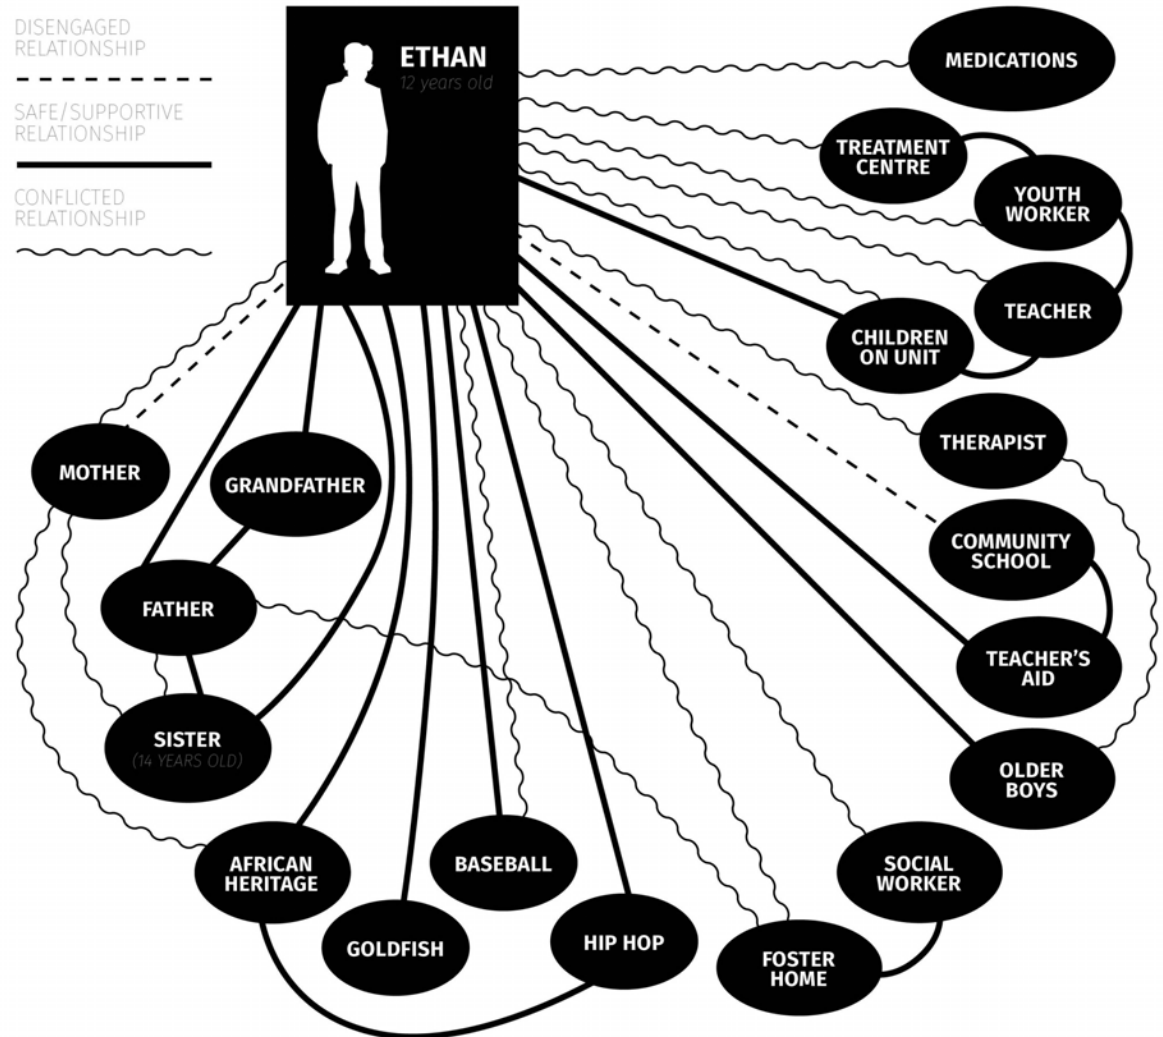 DISENGAGED
RELATIONSHIP
SAFE/SUPPORTIVE
RELATIONSHIP
CONFLICTED
RELATIONSHIP
ETHAN
12 years old
MEDICATIONS
TREATMENT
CENTRE
YOUTH
WORKER
TEACHER
CHILDREN
ON UNIT
THERAPIST
COMMUNITY
SCHOOL
TEACHER'S
AID
OLDER
BOYS
SOCIAL
WORKER
FOSTER
HOME
HIP HOP
BASEBALL
GOLDFISH
AFRICAN
HERITAGE
SISTER
(14 YEARS OLD)
FATHER
GRANDFATHER
MOTHER